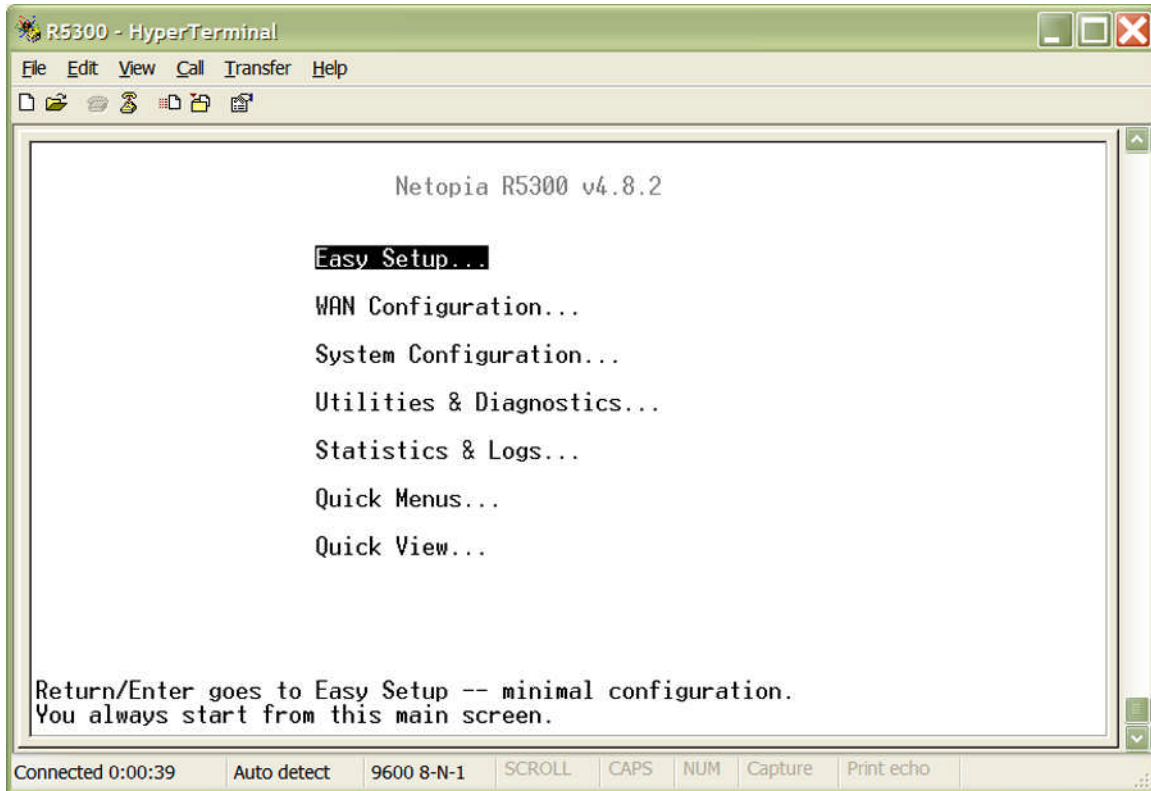 R5300 - HyperTerminal
File Edit View Call Transfer Help
Netopia R5300 v4.8.2
Easy Setup...
WAN Configuration...
System Configuration...
Utilities & Diagnostics...
Statistics & Logs...
Quick Menus...
Quick View...
Return/Enter goes to Easy Setup -- minimal configuration.
You always start from this main screen.
Connected 0:00:39 Auto detect 9600 8-N-1 SCROLL CAPS NUM Capture Print echo